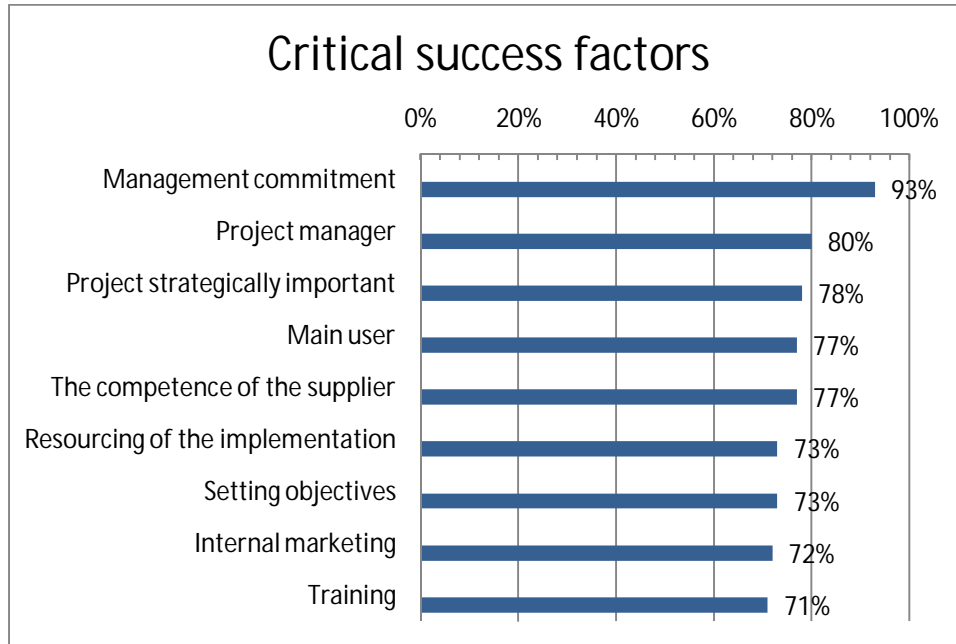 Critical success factors
0% 20% 40% 60% 80% 100%
Management commitment 93%
Project manager 80%
Project strategically important 78%
Main user 77%
The competence of the supplier 77%
Resourcing of the implementation 73%
Setting objectives 73%
Internal marketing 72%
Training 71%